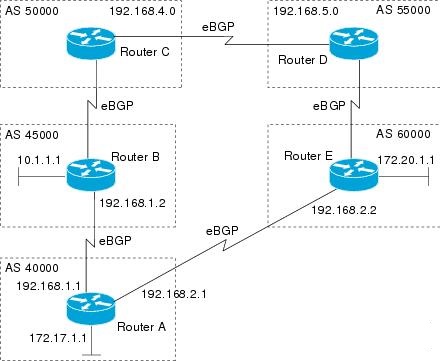 AS 50000
192.168.4.0
192.168.5.0
AS 55000
eBGP
Router C
Router D
eBGP
eBGP
AS 45000
AS 60000
10.1.1.1
Router B
Router E
172.20.1.1
192.168.1.2
192.168.2.2
eBGP
eBGP
AS 40000
192.168.1.1
192.168.2.1
Router A
172.17.1.1